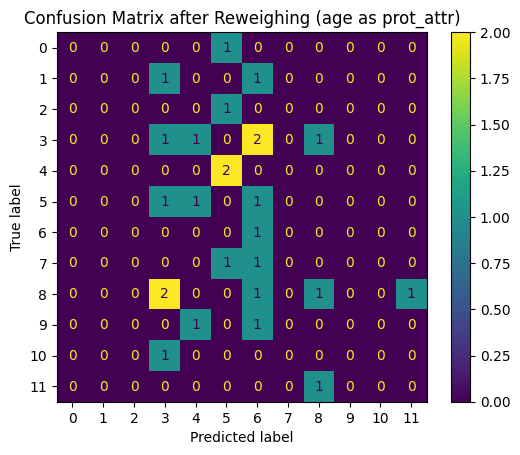 Confusion Matrix after Reweighing (age as prot_attr)
0 0 0 0 0 0 1 0 0 0 0 0 0
1 0 0 0 1 0 0 1 0 0 0 0 0
2 0 0 0 0 0 1 0 0 0 0 0 0
3 0 0 0 1 1 0 2 0 1 0 0 0
4 0 0 0 0 0 2 0 0 0 0 0 0
5 0 0 0 1 1 0 1 0 0 0 0 0
6 0 0 0 0 0 0 1 0 0 0 0 0
7 0 0 0 0 0 1 1 0 0 0 0 0
8 0 0 0 2 0 0 1 0 1 0 0 1
9 0 0 0 0 1 0 1 0 0 0 0 0
10 0 0 0 1 0 0 0 0 0 0 0 0
11 0 0 0 0 0 0 0 0 1 0 0 0
0 1 2 3 4 5 6 7 8 9 10 11
Predicted label
True label
2.00
1.75
1.50
1.25
1.00
0.75
0.50
0.25
0.00